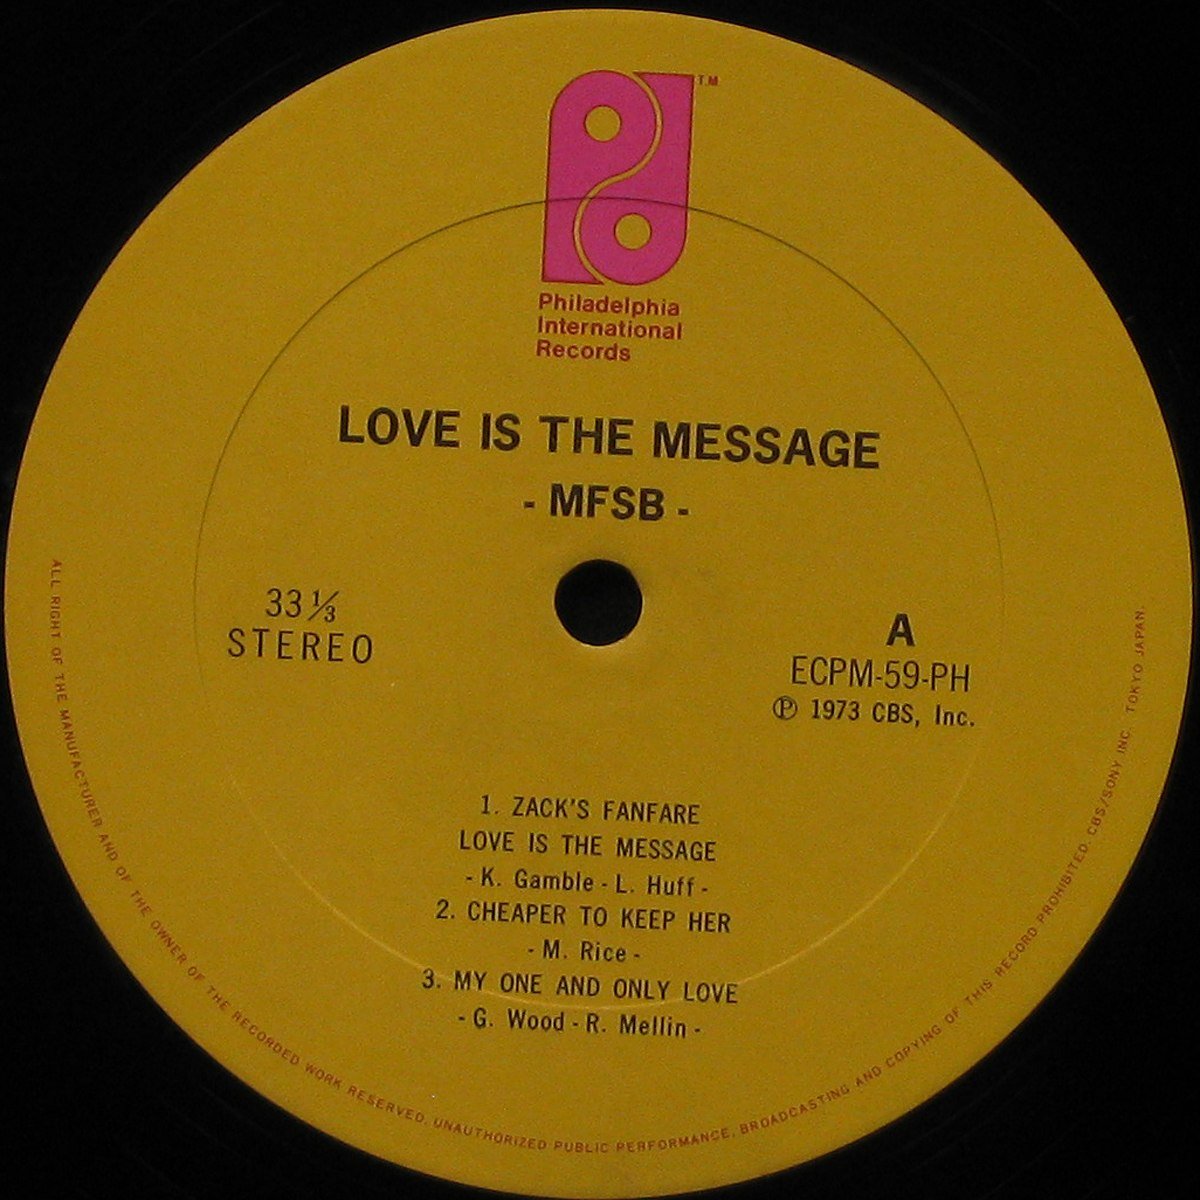 TM
Philadelphia
International
Records
LOVE IS THE MESSAGE
- MFSB -
33 1/3
STEREO
A
ECPM-59-PH
Ⓟ 1973 CBS, Inc.
1. ZACK'S FANFARE
LOVE IS THE MESSAGE
- K. Gamble - L. Huff -
2. CHEAPER TO KEEP HER
- M. Rice -
3. MY ONE AND ONLY LOVE
- G. Wood - R. Mellin -
ALL RIGHT OF THE MANUFACTURER AND OF THE OWNER OF THE RECORDED WORK RESERVED. UNAUTHORIZED PUBLIC PERFORMANCE. BROADCASTING AND COPYING OF THIS RECORD PROHIBITED. CBS/SONY INC. TOKYO JAPAN.